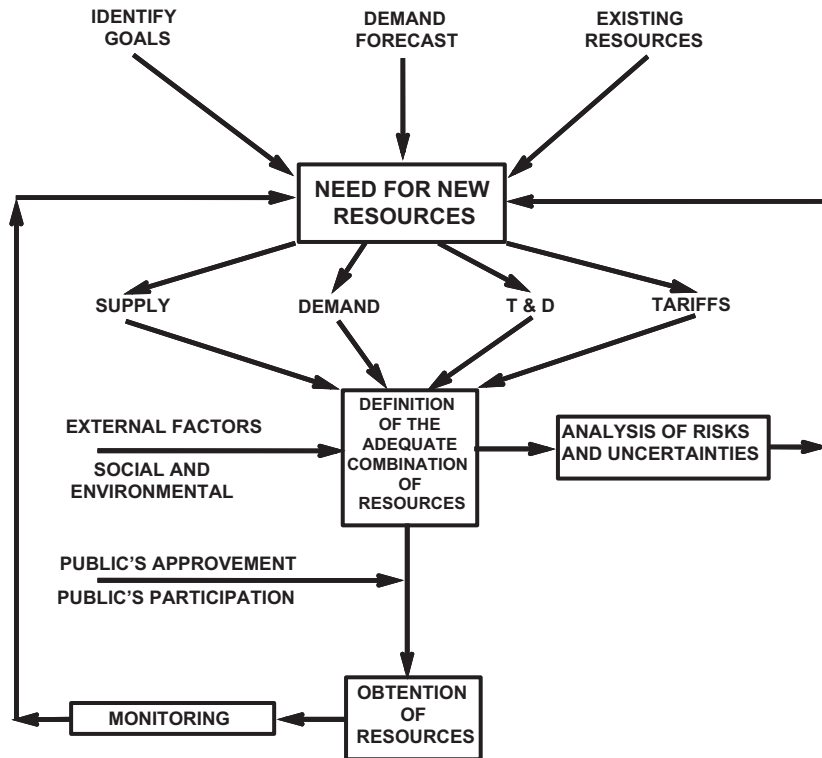 IDENTIFY
GOALS
DEMAND
FORECAST
EXISTING
RESOURCES
NEED FOR NEW
RESOURCES
SUPPLY
DEMAND
T & D
TARIFFS
EXTERNAL FACTORS
SOCIAL AND
ENVIRONMENTAL
DEFINITION
OF THE
ADEQUATE
COMBINATION
OF
RESOURCES
ANALYSIS OF RISKS
AND UNCERTAINTIES
PUBLIC’S APPROVEMENT
PUBLIC’S PARTICIPATION
OBTENTION
OF
RESOURCES
MONITORING